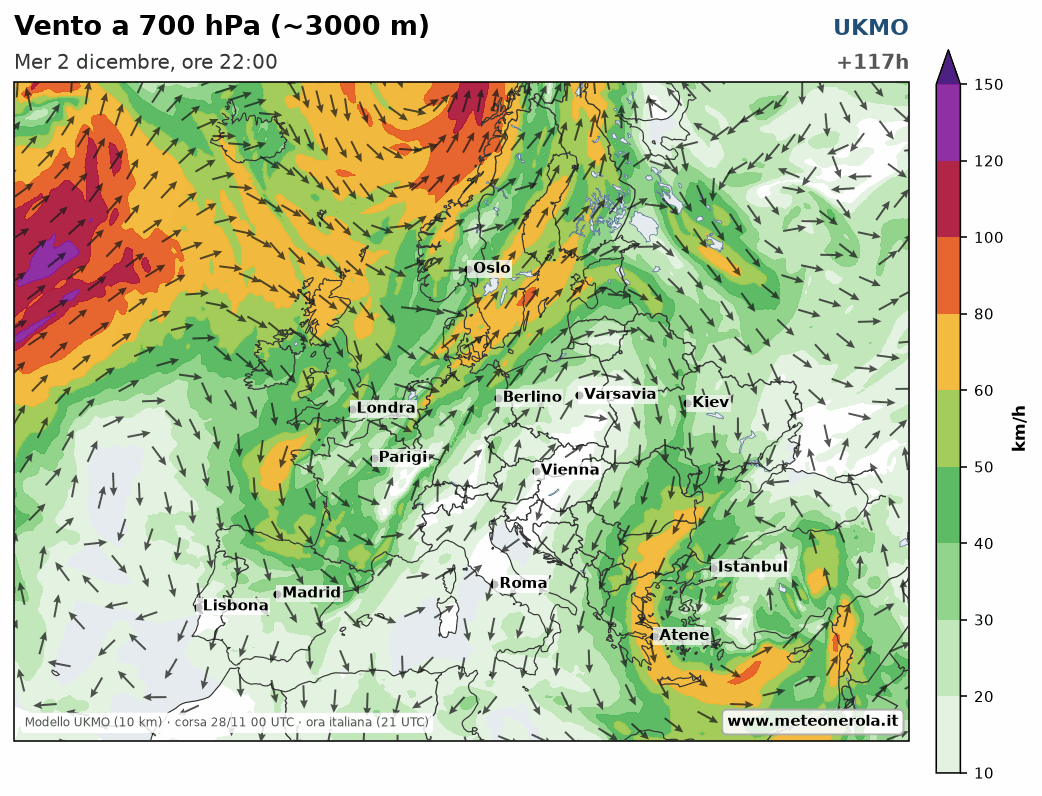 Vento a 700 hPa (~3000 m)
UKMO
Mer 2 dicembre, ore 22:00
+117h
150
120
100
80
60
50
40
30
20
10
km/h
Oslo
Berlino
Varsavia
Kiev
Londra
Parigi
Vienna
Istanbul
Roma
Madrid
Lisbona
Atene
Modello UKMO (10 km) · corsa 28/11 00 UTC · ora italiana (21 UTC)
www.meteonerola.it